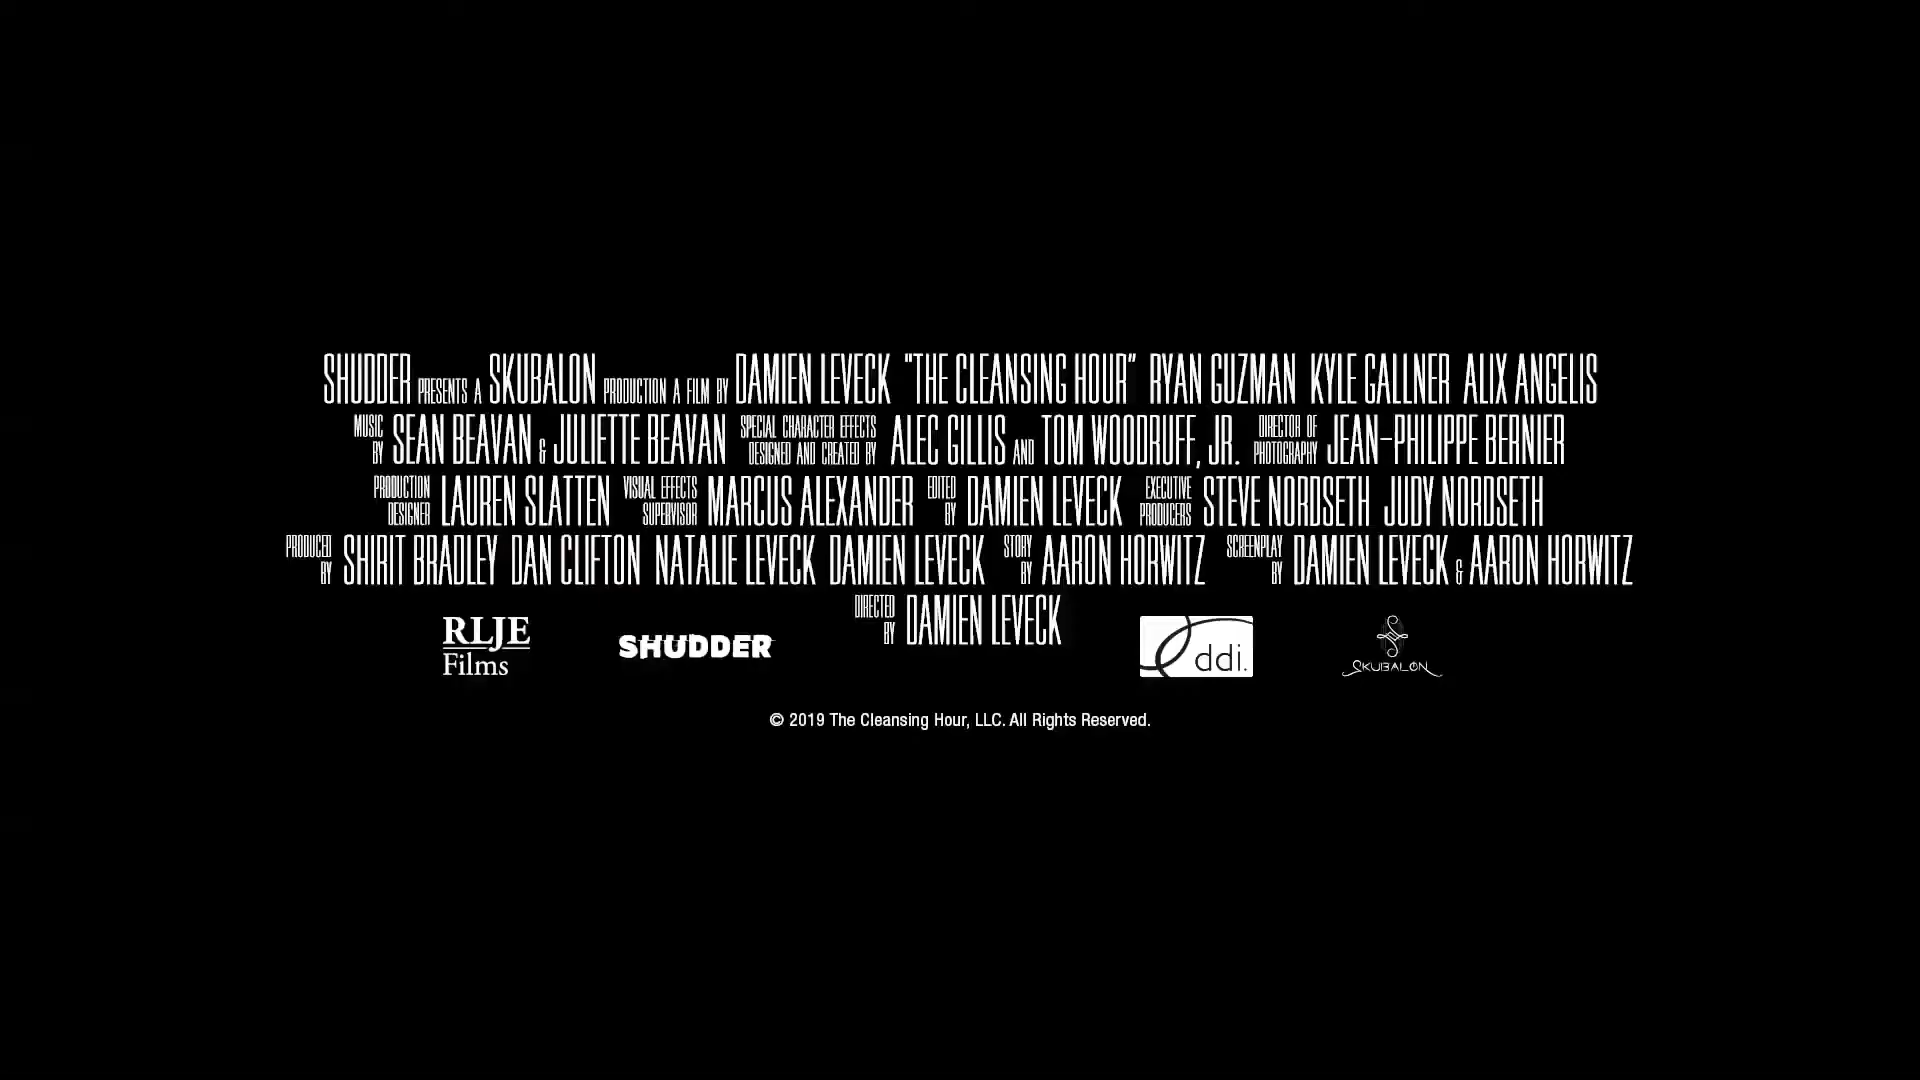 SHUDDER PRESENTS A SKUBALON PRODUCTION A FILM BY DAMIEN LEVECK "THE CLEANSING HOUR" RYAN GUZMAN KYLE GALLNER ALIX ANGELIS
MUSIC BY SEAN BEAVAN & JULIETTE BEAVAN SPECIAL CHARACTER EFFECTS DESIGNED AND CREATED BY ALEC GILLIS AND TOM WOODRUFF, JR. DIRECTOR OF PHOTOGRAPHY JEAN-PHILIPPE BERNIER
PRODUCTION DESIGNER LAUREN SLATTEN VISUAL EFFECTS SUPERVISOR MARCUS ALEXANDER EDITED BY DAMIEN LEVECK EXECUTIVE PRODUCERS STEVE NORDSETH JUDY NORDSETH
PRODUCED BY SHIRIT BRADLEY DAN CLIFTON NATALIE LEVECK DAMIEN LEVECK STORY BY AARON HORWITZ SCREENPLAY BY DAMIEN LEVECK & AARON HORWITZ
DIRECTED BY DAMIEN LEVECK
RLJE
Films
SHUDDER
ddi.
SKUBALON
© 2019 The Cleansing Hour, LLC. All Rights Reserved.